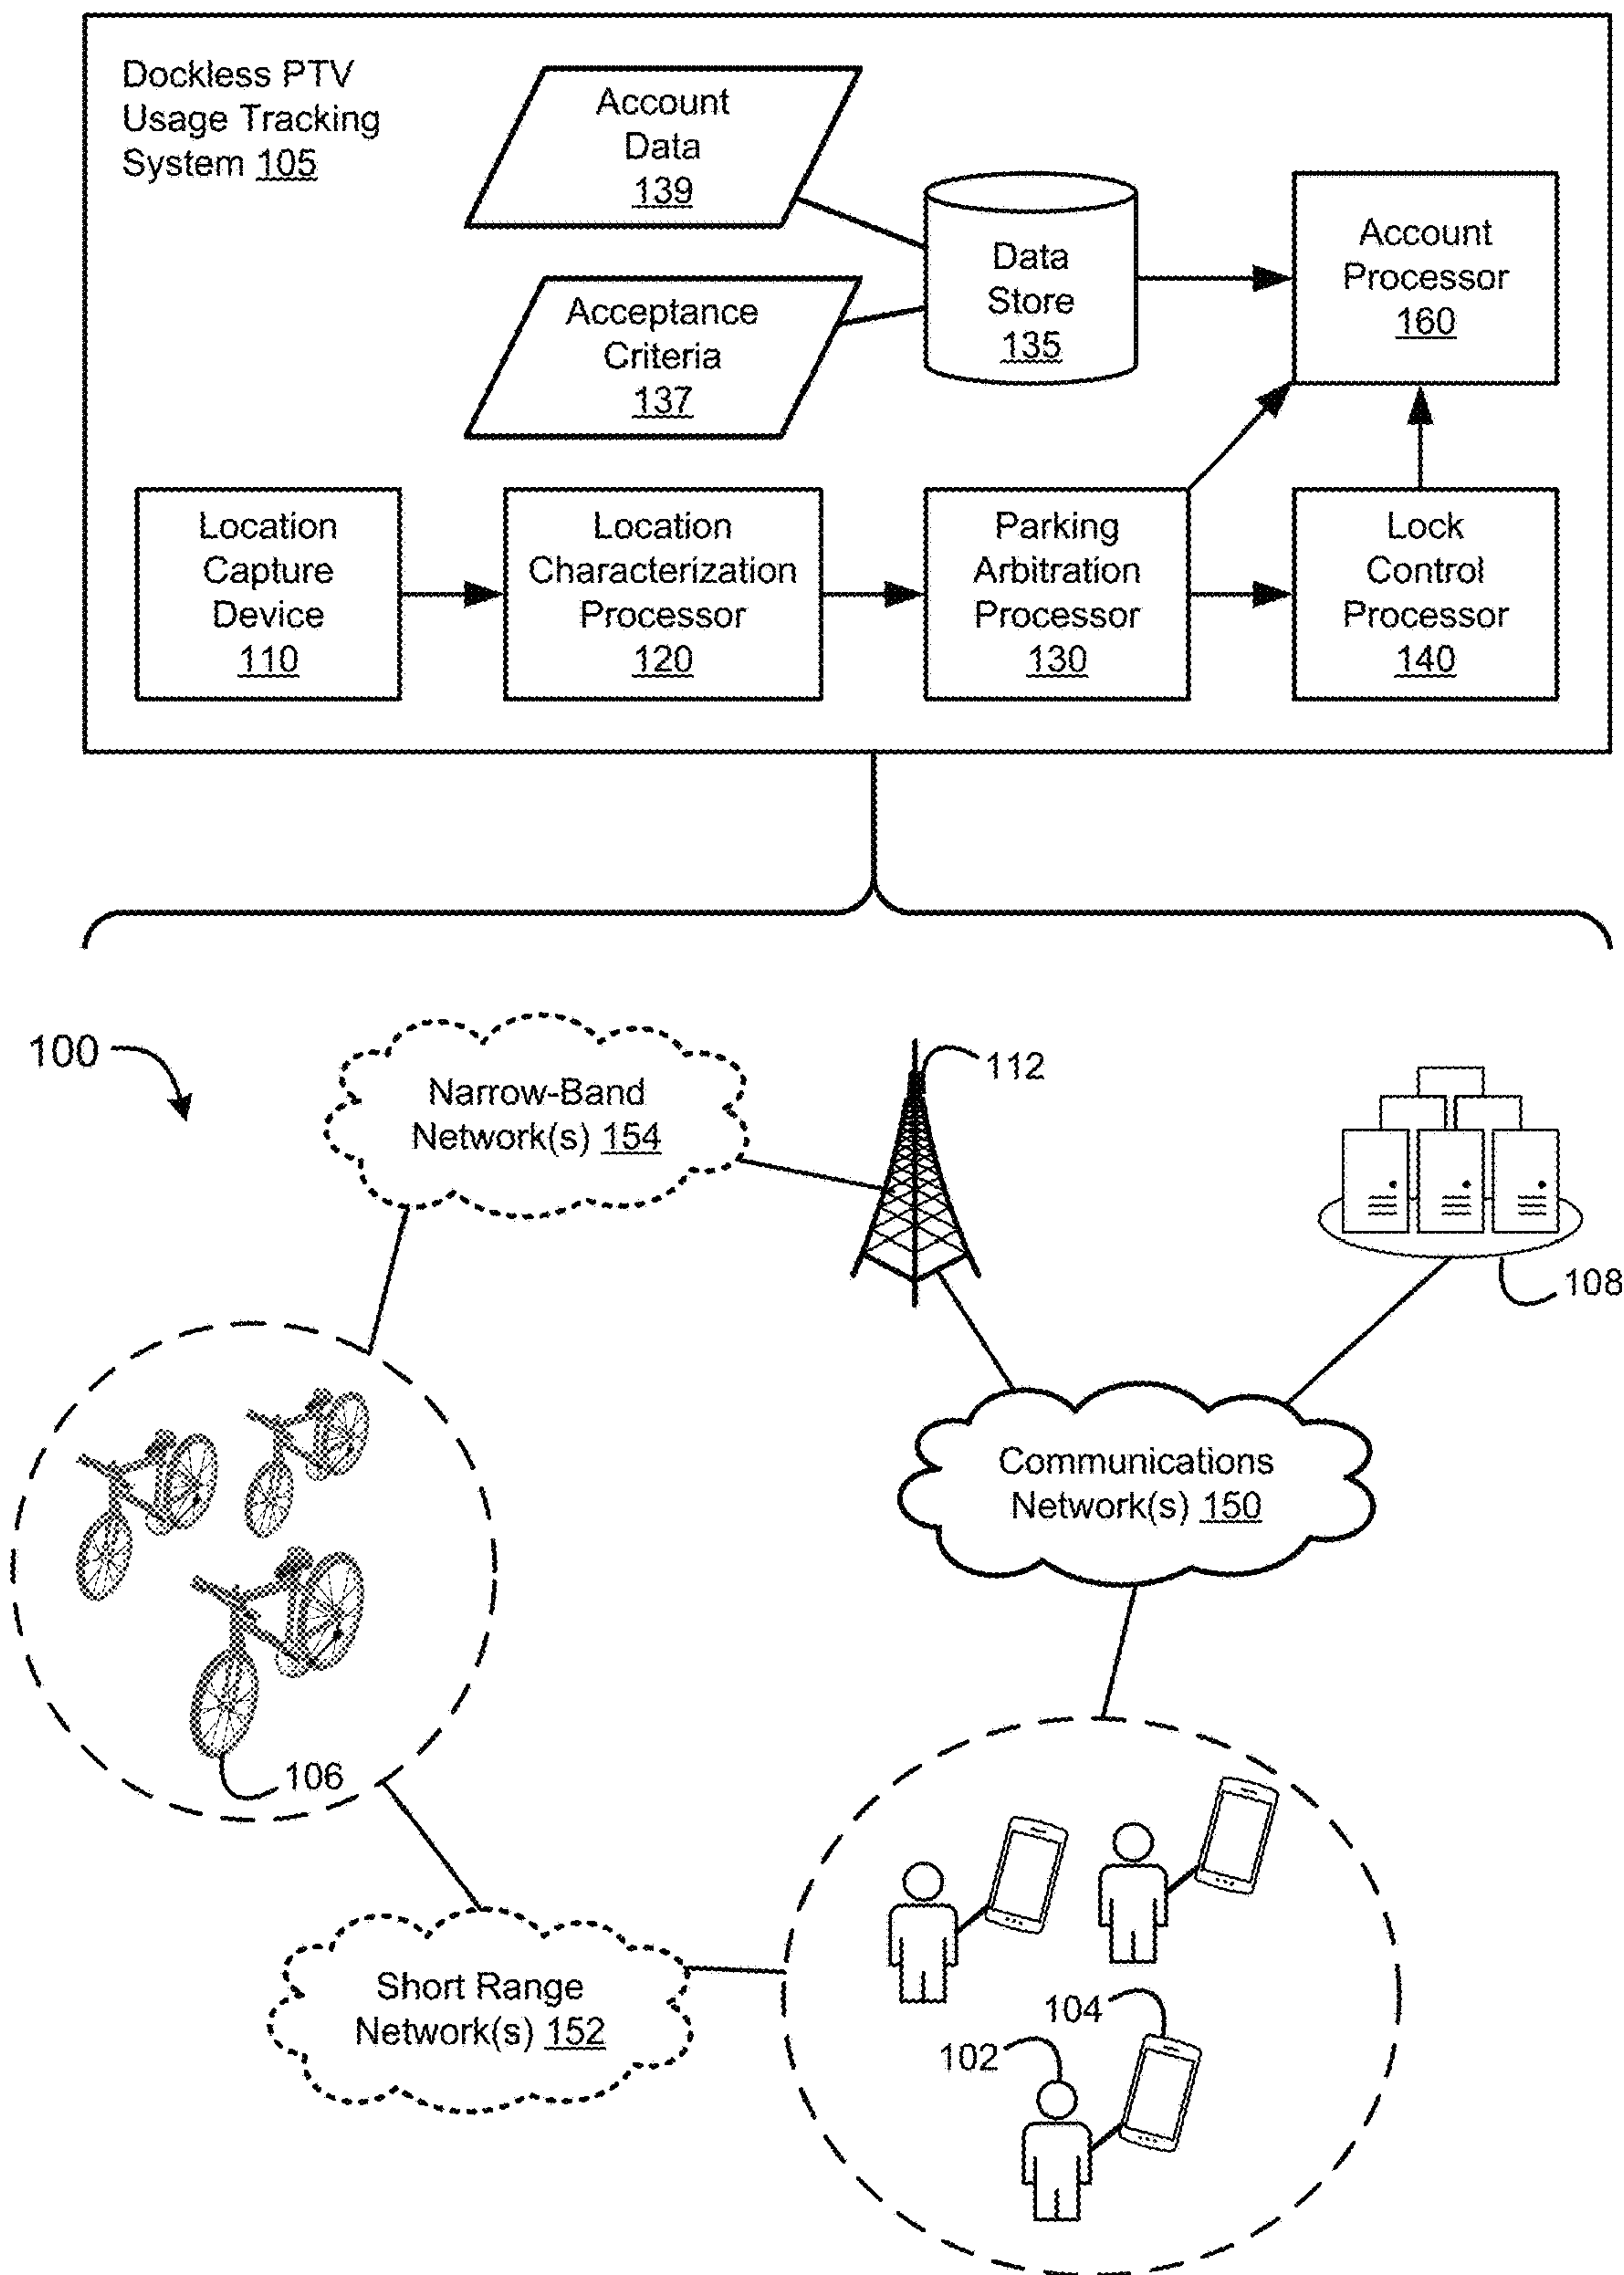 Dockless PTV
Usage Tracking
System 105
Account
Data
139
Acceptance
Criteria
137
Data
Store
135
Account
Processor
160
Location
Capture
Device
110
Location
Characterization
Processor
120
Parking
Arbitration
Processor
130
Lock
Control
Processor
140
100
Narrow-Band
Network(s) 154
112
108
Communications
Network(s) 150
106
Short Range
Network(s) 152
104
102